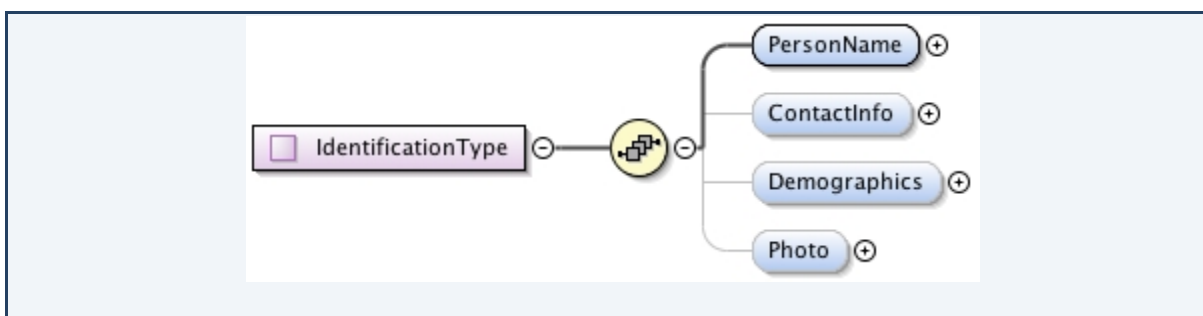 PersonName
ContactInfo
IdentificationType
Demographics
Photo